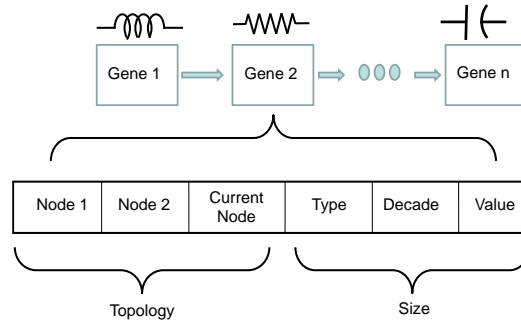 Gene 1
Gene 2
Gene n
Node 1
Node 2
Current
Node
Type
Decade
Value
Topology
Size